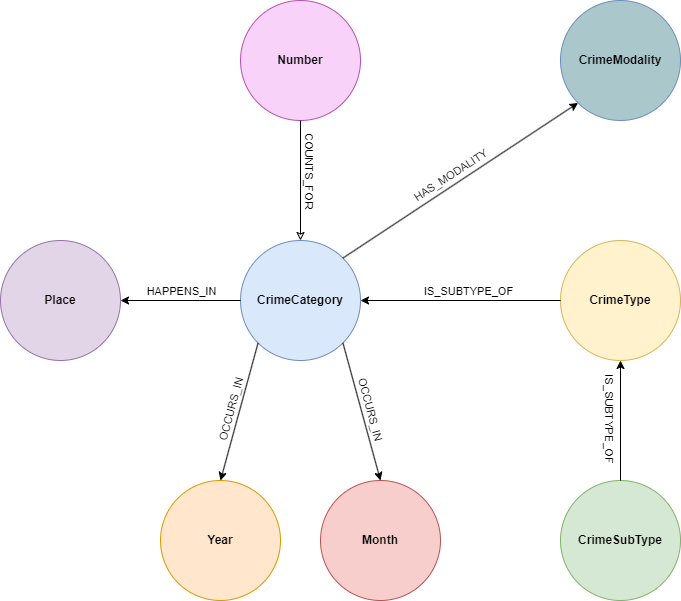 Number
CrimeModality
COUNTS_FOR
HAS_MODALITY
Place
HAPPENS_IN
CrimeCategory
IS_SUBTYPE_OF
CrimeType
OCCURS_IN
OCCURS_IN
IS_SUBTYPE_OF
Year
Month
CrimeSubType